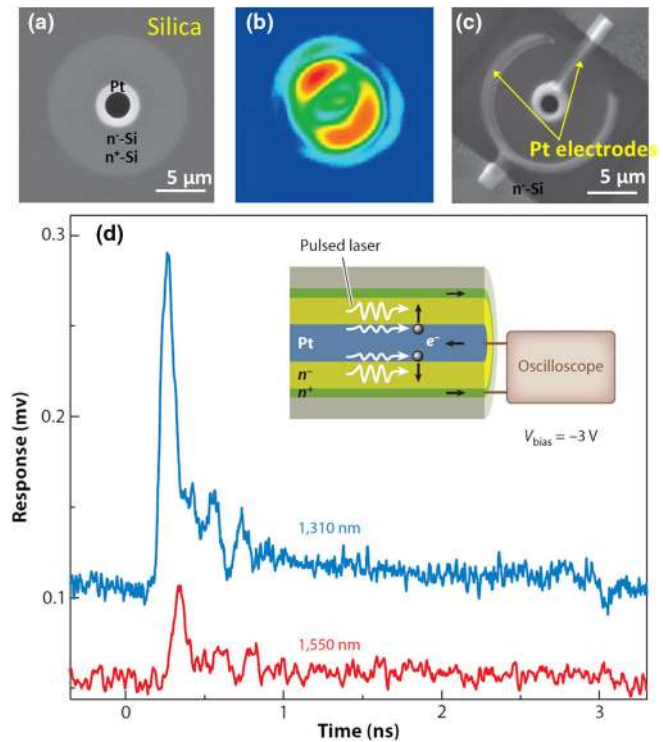 (a)
Silica
Pt
n⁻-Si
n⁺-Si
5 μm
(b)
(c)
Pt electrodes
n⁻-Si
5 μm
(d)
0.3
0.2
0.1
Response (mv)
Pulsed laser
Pt
e⁻
n⁻
n⁺
Oscilloscope
V bias = −3 V
1,310 nm
1,550 nm
0
1
2
3
Time (ns)